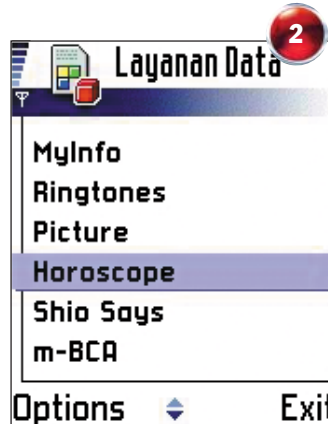 2
Layanan Data
MyInfo
Ringtones
Picture
Horoscope
Shio Says
m-BCA
Options Exit